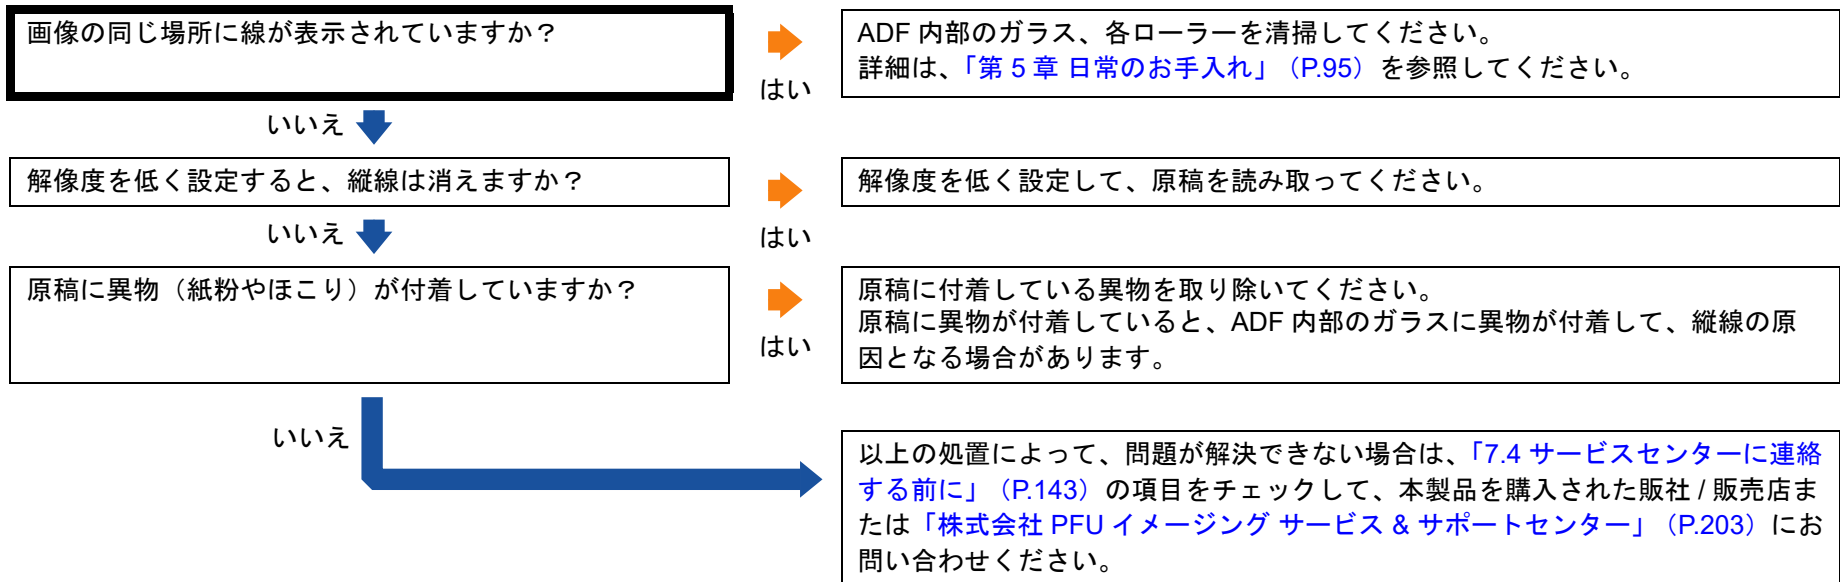 画像の同じ場所に線が表示されていますか？
はい
ADF 内部のガラス、各ローラーを清掃してください。
詳細は、「第 5 章 日常のお手入れ」（P.95）を参照してください。
いいえ
解像度を低く設定すると、縦線は消えますか？
はい
解像度を低く設定して、原稿を読み取ってください。
いいえ
原稿に異物（紙粉やほこり）が付着していますか？
はい
原稿に付着している異物を取り除いてください。
原稿に異物が付着していると、ADF 内部のガラスに異物が付着して、縦線の原
因となる場合があります。
いいえ
以上の処置によって、問題が解決できない場合は、「7.4 サービスセンターに連絡
する前に」（P.143）の項目をチェックして、本製品を購入された販社 / 販売店ま
たは「株式会社 PFU イメージング サービス & サポートセンター」（P.203）にお
問い合わせください。